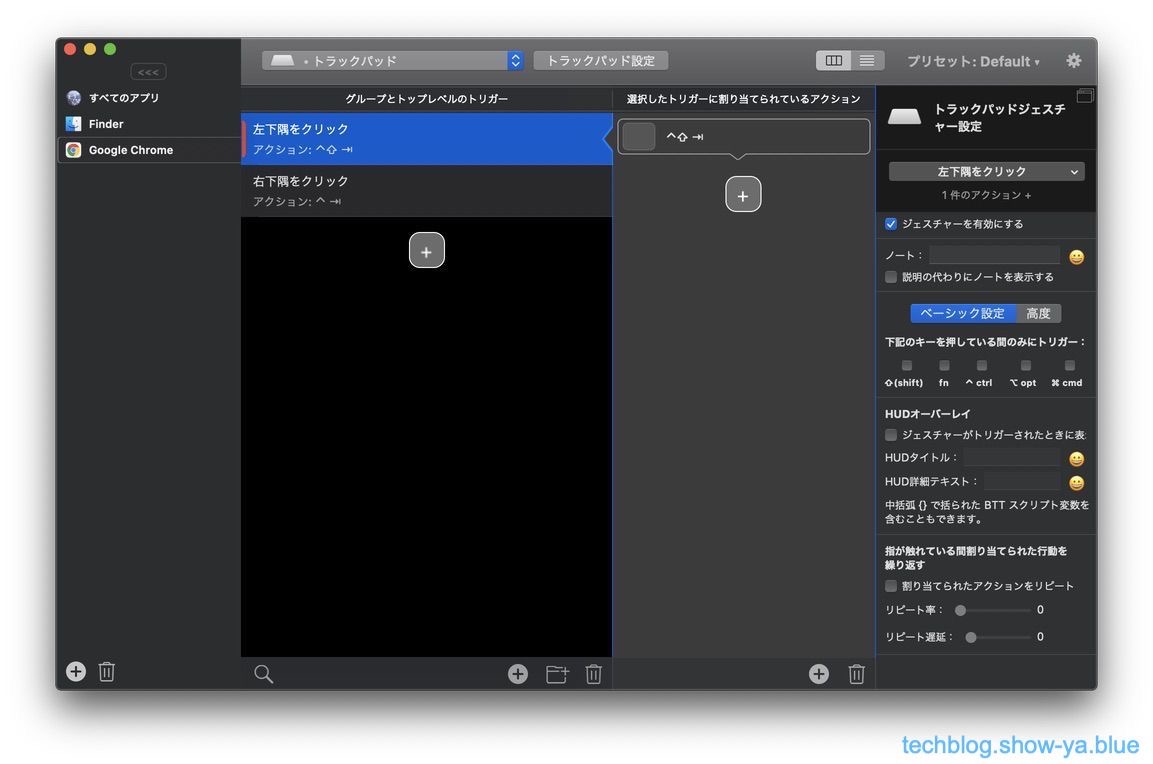 <<<
すべてのアプリ
Finder
Google Chrome
• トラックパッド
トラックパッド設定
プリセット: Default ▾
グループとトップレベルのトリガー
左下隅をクリック
アクション: ^⇧ ⇥
右下隅をクリック
アクション: ^ ⇥
+
選択したトリガーに割り当てられているアクション
^⇧ ⇥
+
トラックパッドジェスチ
ャー設定
左下隅をクリック
1 件のアクション +
ジェスチャーを有効にする
ノート：
説明の代わりにノートを表示する
ベーシック設定 高度
下記のキーを押している間のみにトリガー：
⇧(shift) fn ^ ctrl ⌥ opt ⌘ cmd
HUDオーバーレイ
ジェスチャーがトリガーされたときに表
HUDタイトル：
HUD詳細テキスト：
中括弧 {} で括られた BTT スクリプト変数を
含むこともできます。
指が触れている間割り当てられた行動を
繰り返す
割り当てられたアクションをリピート
リピート率： 0
リピート遅延： 0
techblog.show-ya.blue